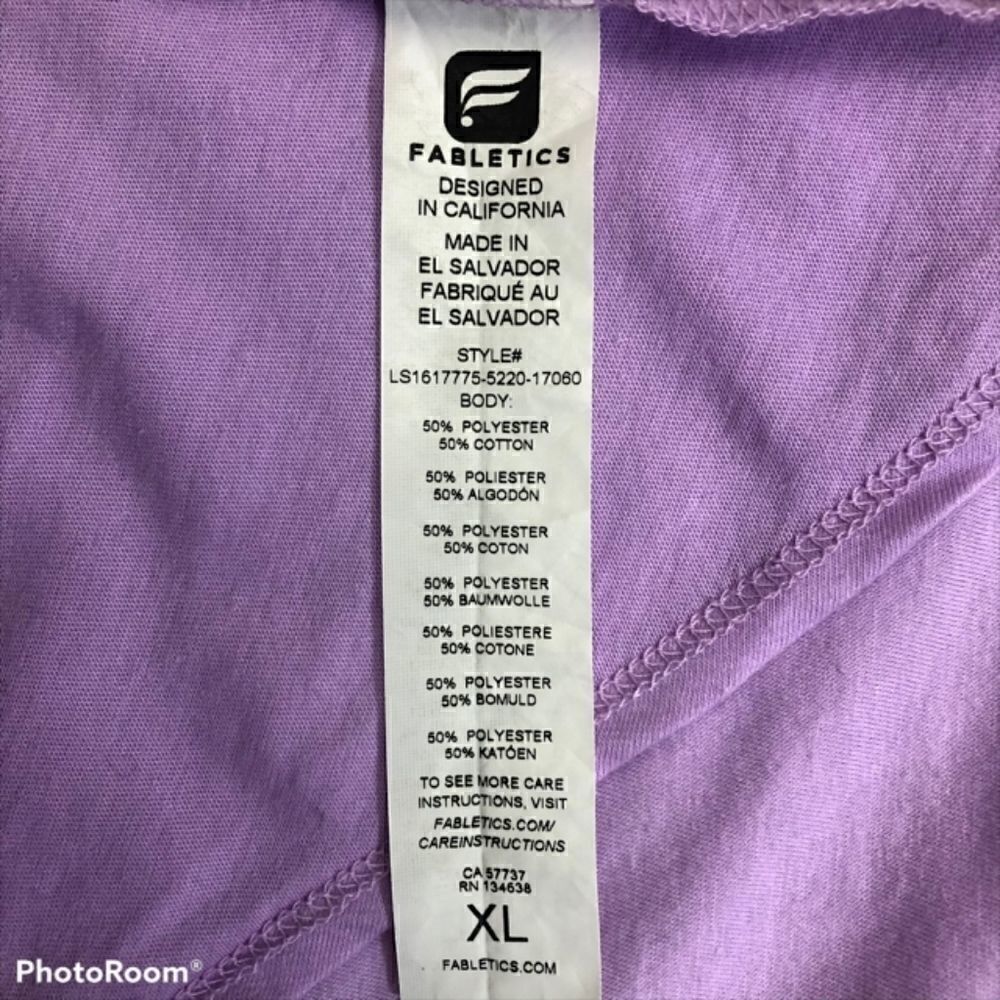 FABLETICS
DESIGNED
IN CALIFORNIA
MADE IN
EL SALVADOR
FABRIQUÉ AU
EL SALVADOR
STYLE#
LS1617775-5220-17060
BODY:
50% POLYESTER
50% COTTON
50% POLIESTER
50% ALGODÓN
50% POLYESTER
50% COTON
50% POLYESTER
50% BAUMWOLLE
50% POLIESTERE
50% COTONE
50% POLYESTER
50% BOMULD
50% POLYESTER
50% KATÓEN
TO SEE MORE CARE
INSTRUCTIONS, VISIT
FABLETICS.COM/
CAREINSTRUCTIONS
CA 57737
RN 134638
XL
FABLETICS.COM
PhotoRoom®